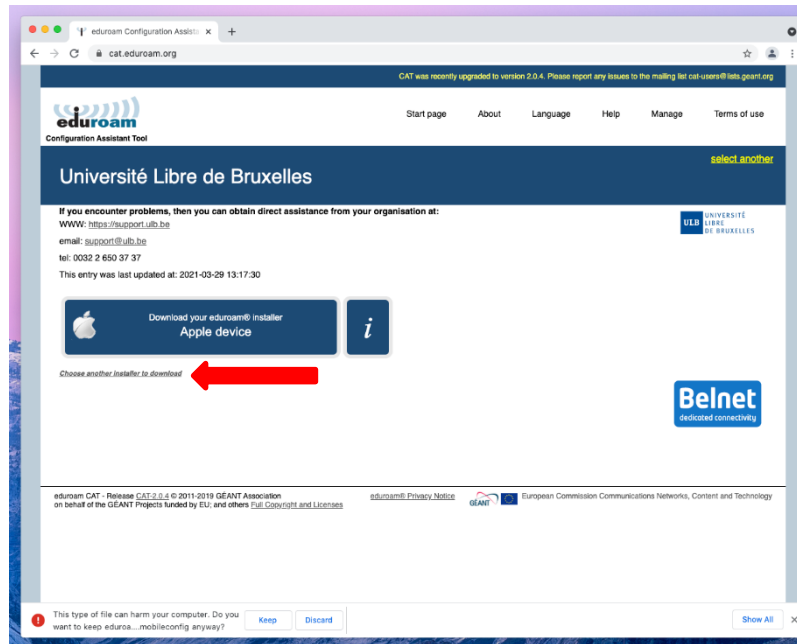 eduroam Configuration Assista
cat.eduroam.org
CAT was recently upgraded to version 2.0.4. Please report any issues to the mailing list cat-users@lists.geant.org
eduroam
Configuration Assistant Tool
Start page About Language Help Manage Terms of use
select another
Université Libre de Bruxelles
If you encounter problems, then you can obtain direct assistance from your organisation at:
WWW: https://support.ulb.be
email: support@ulb.be
tel: 0032 2 650 37 37
This entry was last updated at: 2021-03-29 13:17:30
ULB UNIVERSITÉ
LIBRE
DE BRUXELLES
Download your eduroam® installer
Apple device
i
Choose another installer to download
Belnet
dedicated connectivity
eduroam CAT - Release CAT-2.0.4 © 2011-2019 GÉANT Association
on behalf of the GÉANT Projects funded by EU; and others Full Copyright and Licenses
eduroam® Privacy Notice
GÉANT
European Commission Communications Networks, Content and Technology
This type of file can harm your computer. Do you
want to keep eduroa....mobileconfig anyway?
Keep Discard
Show All